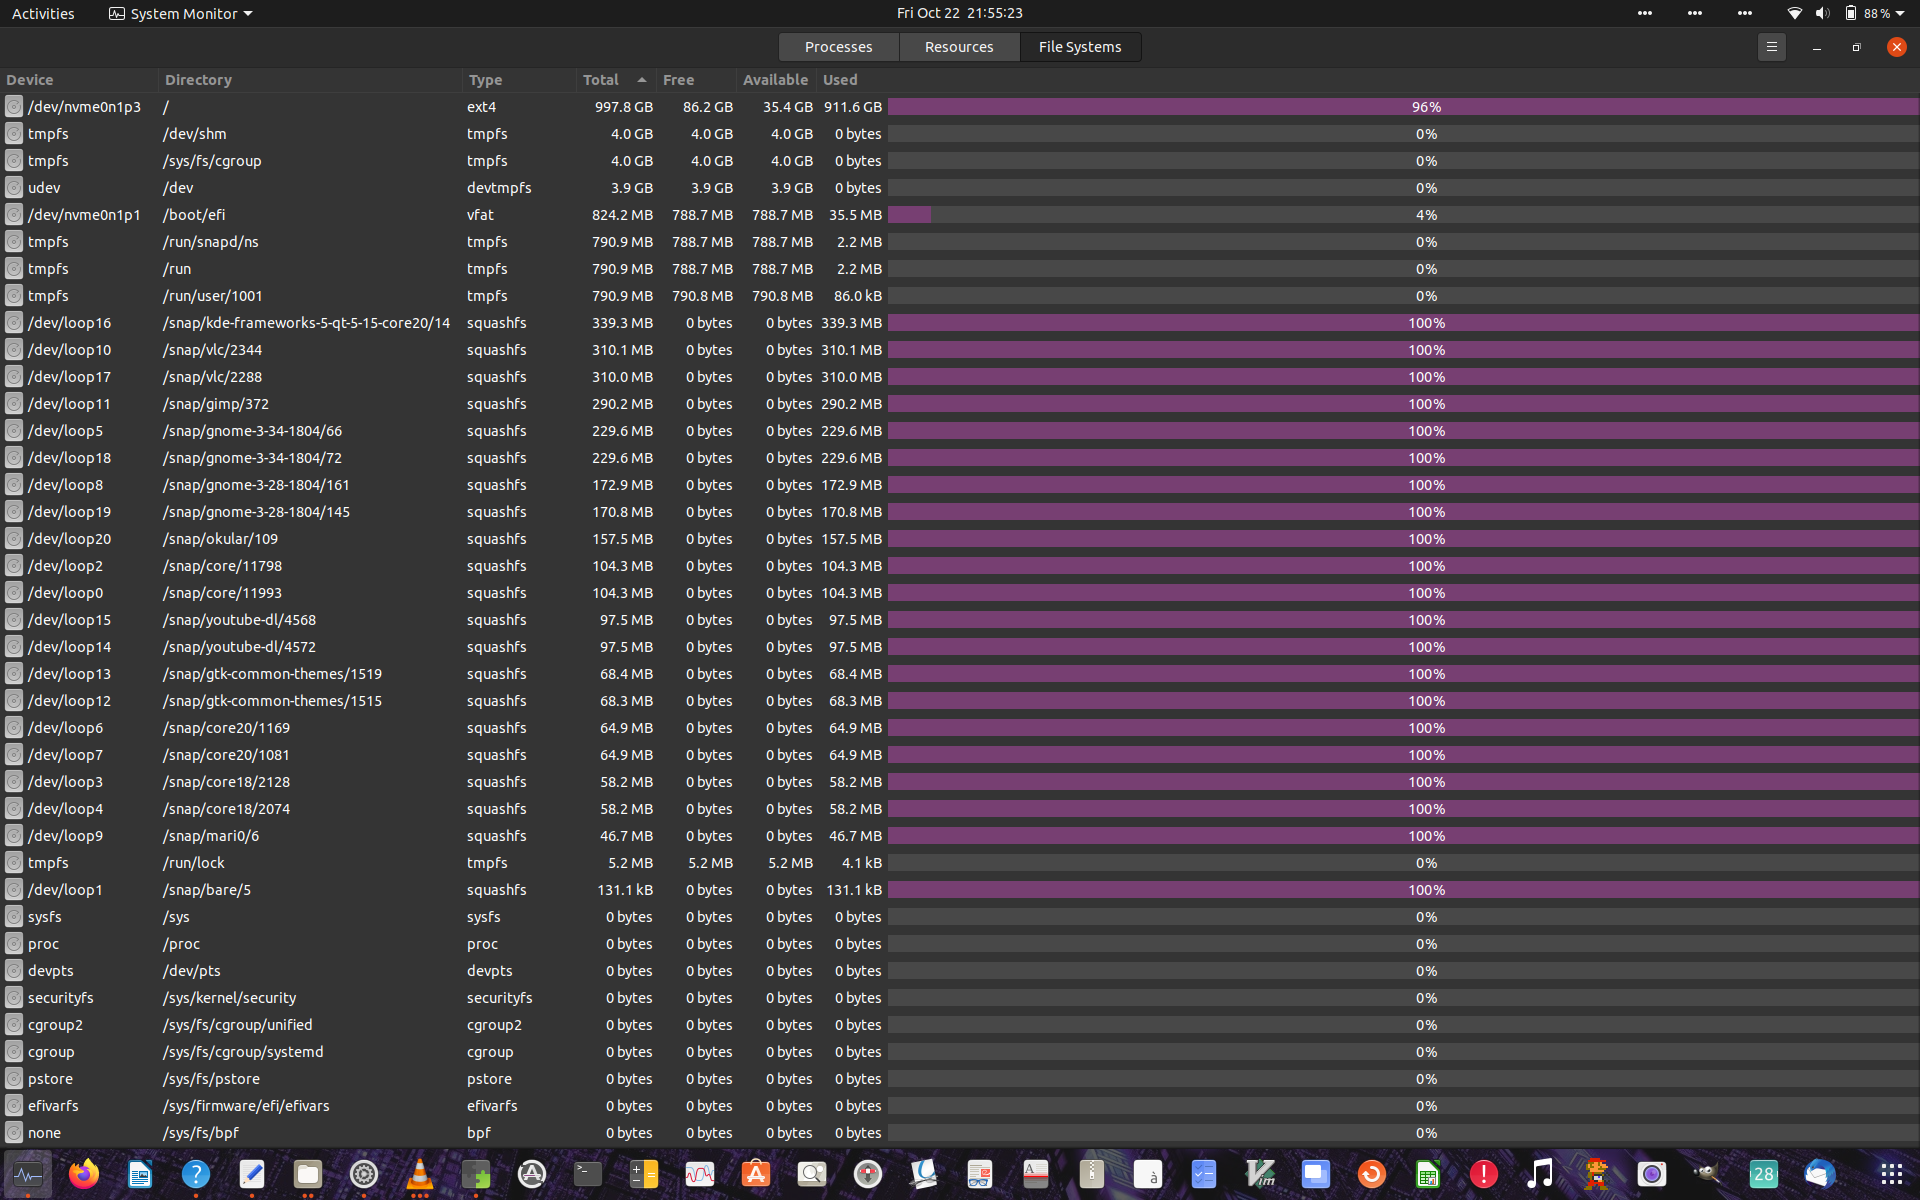 Activities System Monitor Fri Oct 22 21:55:23 88 %
Processes Resources File Systems
Device Directory Type Total Free Available Used
/dev/nvme0n1p3 / ext4 997.8 GB 86.2 GB 35.4 GB 911.6 GB 96%
tmpfs /dev/shm tmpfs 4.0 GB 4.0 GB 4.0 GB 0 bytes 0%
tmpfs /sys/fs/cgroup tmpfs 4.0 GB 4.0 GB 4.0 GB 0 bytes 0%
udev /dev devtmpfs 3.9 GB 3.9 GB 3.9 GB 0 bytes 0%
/dev/nvme0n1p1 /boot/efi vfat 824.2 MB 788.7 MB 788.7 MB 35.5 MB 4%
tmpfs /run/snapd/ns tmpfs 790.9 MB 788.7 MB 788.7 MB 2.2 MB 0%
tmpfs /run tmpfs 790.9 MB 788.7 MB 788.7 MB 2.2 MB 0%
tmpfs /run/user/1001 tmpfs 790.9 MB 790.8 MB 790.8 MB 86.0 kB 0%
/dev/loop16 /snap/kde-frameworks-5-qt-5-15-core20/14 squashfs 339.3 MB 0 bytes 0 bytes 339.3 MB 100%
/dev/loop10 /snap/vlc/2344 squashfs 310.1 MB 0 bytes 0 bytes 310.1 MB 100%
/dev/loop17 /snap/vlc/2288 squashfs 310.0 MB 0 bytes 0 bytes 310.0 MB 100%
/dev/loop11 /snap/gimp/372 squashfs 290.2 MB 0 bytes 0 bytes 290.2 MB 100%
/dev/loop5 /snap/gnome-3-34-1804/66 squashfs 229.6 MB 0 bytes 0 bytes 229.6 MB 100%
/dev/loop18 /snap/gnome-3-34-1804/72 squashfs 229.6 MB 0 bytes 0 bytes 229.6 MB 100%
/dev/loop8 /snap/gnome-3-28-1804/161 squashfs 172.9 MB 0 bytes 0 bytes 172.9 MB 100%
/dev/loop19 /snap/gnome-3-28-1804/145 squashfs 170.8 MB 0 bytes 0 bytes 170.8 MB 100%
/dev/loop20 /snap/okular/109 squashfs 157.5 MB 0 bytes 0 bytes 157.5 MB 100%
/dev/loop2 /snap/core/11798 squashfs 104.3 MB 0 bytes 0 bytes 104.3 MB 100%
/dev/loop0 /snap/core/11993 squashfs 104.3 MB 0 bytes 0 bytes 104.3 MB 100%
/dev/loop15 /snap/youtube-dl/4568 squashfs 97.5 MB 0 bytes 0 bytes 97.5 MB 100%
/dev/loop14 /snap/youtube-dl/4572 squashfs 97.5 MB 0 bytes 0 bytes 97.5 MB 100%
/dev/loop13 /snap/gtk-common-themes/1519 squashfs 68.4 MB 0 bytes 0 bytes 68.4 MB 100%
/dev/loop12 /snap/gtk-common-themes/1515 squashfs 68.3 MB 0 bytes 0 bytes 68.3 MB 100%
/dev/loop6 /snap/core20/1169 squashfs 64.9 MB 0 bytes 0 bytes 64.9 MB 100%
/dev/loop7 /snap/core20/1081 squashfs 64.9 MB 0 bytes 0 bytes 64.9 MB 100%
/dev/loop3 /snap/core18/2128 squashfs 58.2 MB 0 bytes 0 bytes 58.2 MB 100%
/dev/loop4 /snap/core18/2074 squashfs 58.2 MB 0 bytes 0 bytes 58.2 MB 100%
/dev/loop9 /snap/mari0/6 squashfs 46.7 MB 0 bytes 0 bytes 46.7 MB 100%
tmpfs /run/lock tmpfs 5.2 MB 5.2 MB 5.2 MB 4.1 kB 0%
/dev/loop1 /snap/bare/5 squashfs 131.1 kB 0 bytes 0 bytes 131.1 kB 100%
sysfs /sys sysfs 0 bytes 0 bytes 0 bytes 0 bytes 0%
proc /proc proc 0 bytes 0 bytes 0 bytes 0 bytes 0%
devpts /dev/pts devpts 0 bytes 0 bytes 0 bytes 0 bytes 0%
securityfs /sys/kernel/security securityfs 0 bytes 0 bytes 0 bytes 0 bytes 0%
cgroup2 /sys/fs/cgroup/unified cgroup2 0 bytes 0 bytes 0 bytes 0 bytes 0%
cgroup /sys/fs/cgroup/systemd cgroup 0 bytes 0 bytes 0 bytes 0 bytes 0%
pstore /sys/fs/pstore pstore 0 bytes 0 bytes 0 bytes 0 bytes 0%
efivarfs /sys/firmware/efi/efivars efivarfs 0 bytes 0 bytes 0 bytes 0 bytes 0%
none /sys/fs/bpf bpf 0 bytes 0 bytes 0 bytes 0 bytes 0%
? >_ A à Vim ! 28